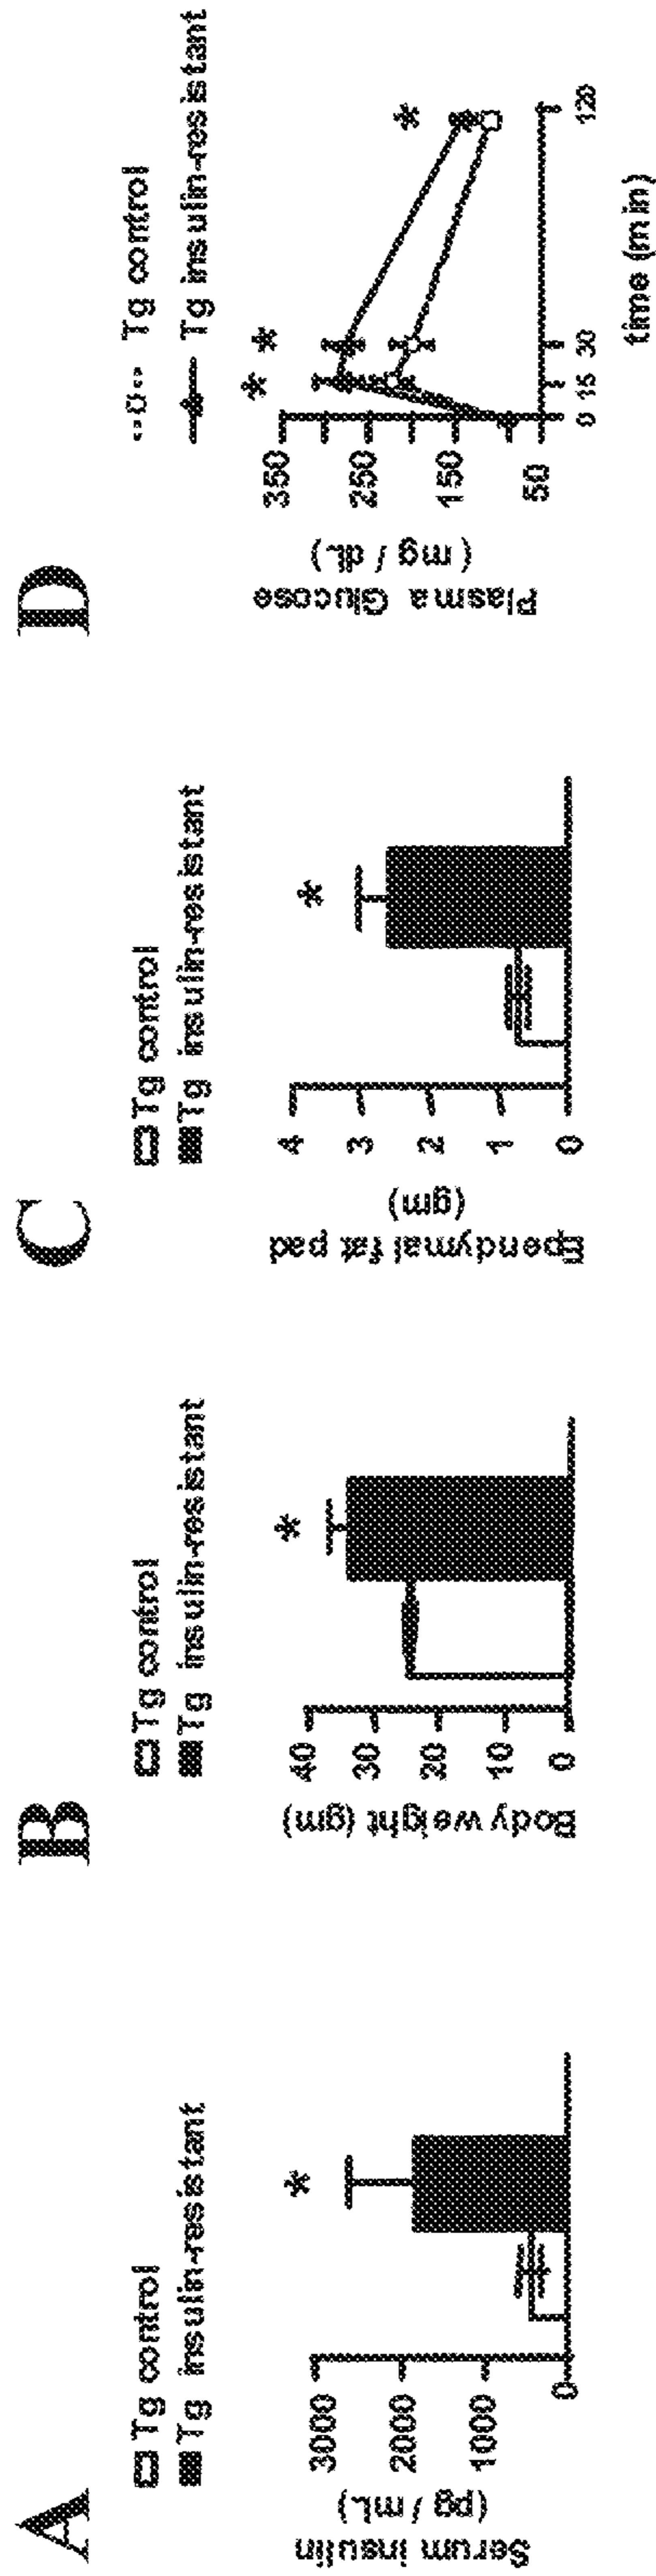 A
Tg control
Tg insulin-resistant
Serum insulin
(pg / mL)
3000
2000
1000
0
*
B
Tg control
Tg insulin-resistant
Body weight (gm)
40
30
20
10
0
*
C
Tg control
Tg insulin-resistant
Ependymal fat pad
(gm)
4
3
2
1
0
*
D
Tg control
Tg insulin-resistant
Plasma Glucose
(mg / dL)
350
250
150
50
* * *
0 15 30 120
time (min)